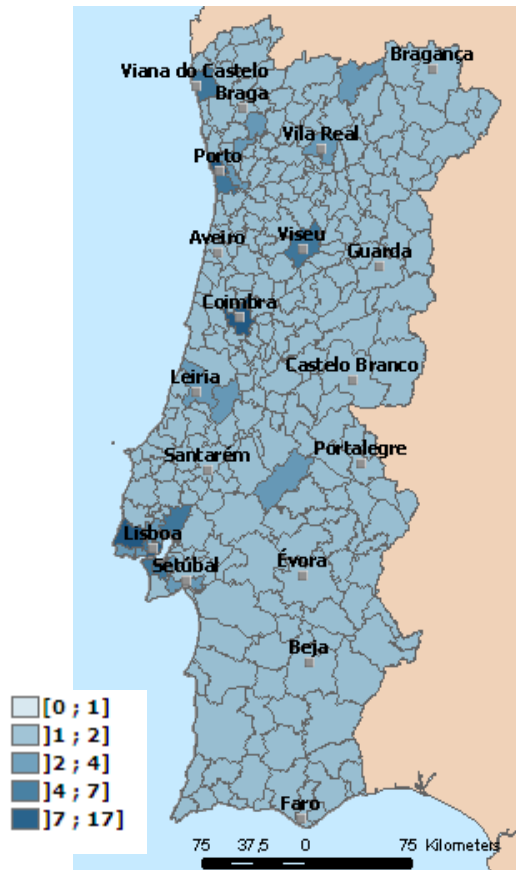 Bragança
Viana do Castelo
Braga
Vila Real
Porto
Aveiro
Viseu
Guarda
Coimbra
Castelo Branco
Leiria
Portalegre
Santarém
Lisboa
Setúbal
Évora
Beja
[0 ; 1]
]1 ; 2]
]2 ; 4]
]4 ; 7]
]7 ; 17]
Faro
75 37,5 0 75 Kilometers